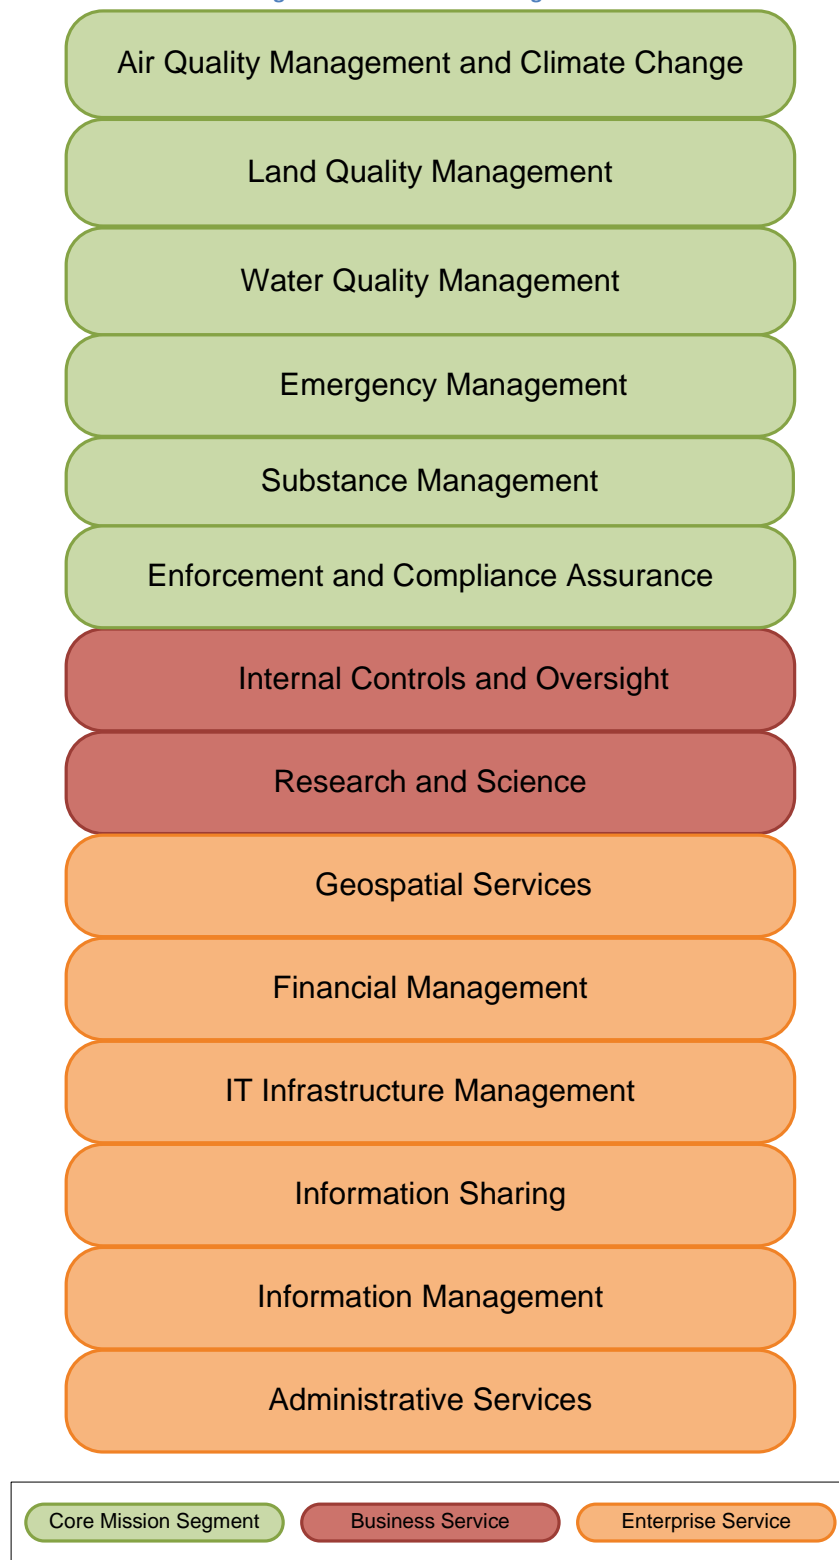 Air Quality Management and Climate Change
Land Quality Management
Water Quality Management
Emergency Management
Substance Management
Enforcement and Compliance Assurance
Internal Controls and Oversight
Research and Science
Geospatial Services
Financial Management
IT Infrastructure Management
Information Sharing
Information Management
Administrative Services
Core Mission Segment
Business Service
Enterprise Service